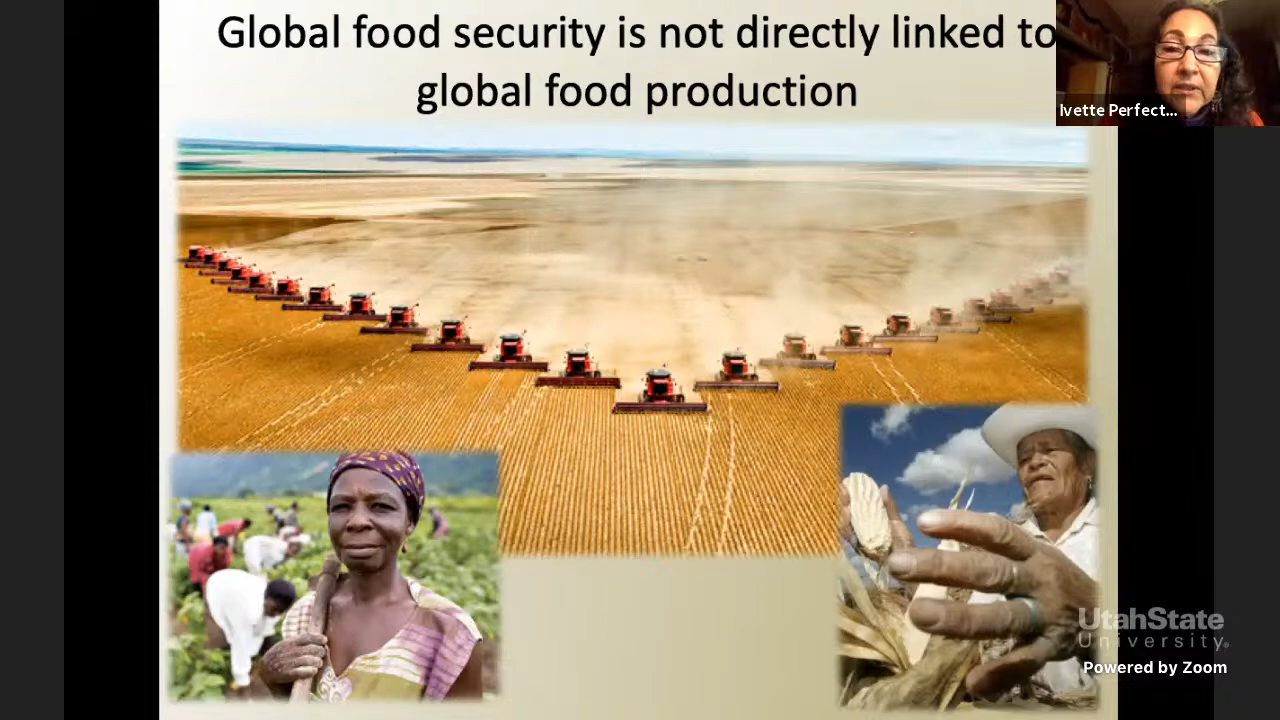 Global food security is not directly linked to
global food production
Ivette Perfect...
UtahState
University®
Powered by Zoom